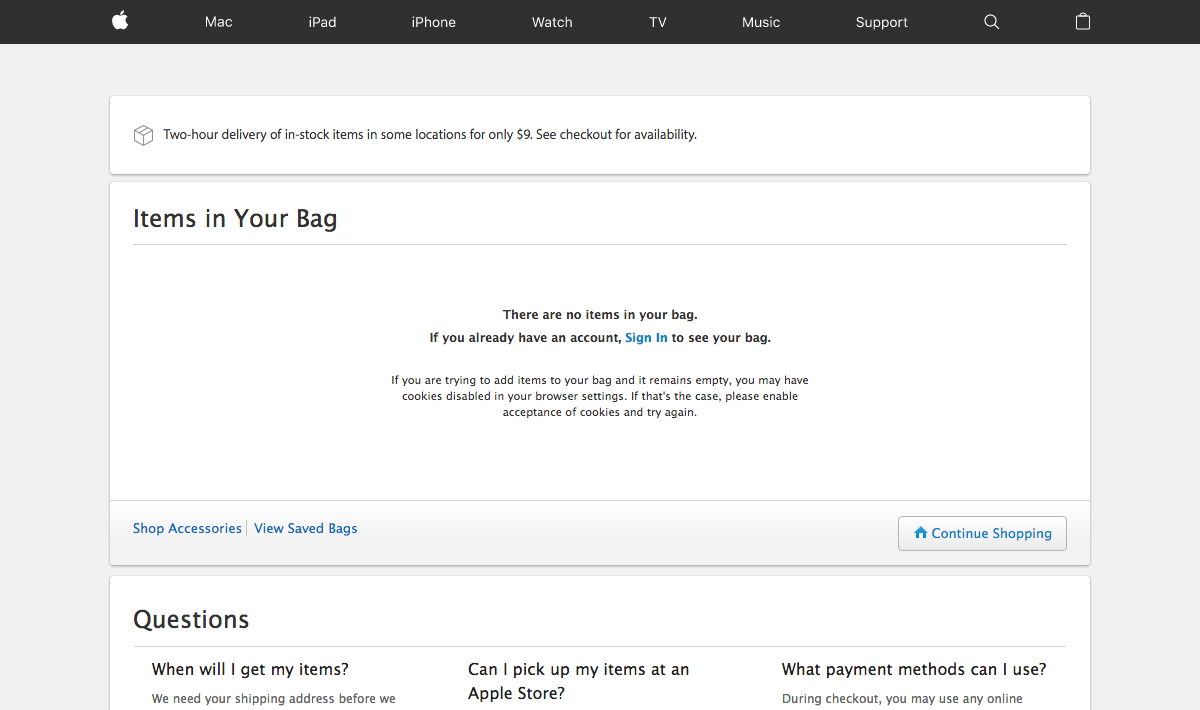 Mac iPad iPhone Watch TV Music Support
Two-hour delivery of in-stock items in some locations for only $9. See checkout for availability.
Items in Your Bag
There are no items in your bag.
If you already have an account, Sign In to see your bag.
If you are trying to add items to your bag and it remains empty, you may have
cookies disabled in your browser settings. If that's the case, please enable
acceptance of cookies and try again.
Shop Accessories View Saved Bags
Continue Shopping
Questions
When will I get my items?
We need your shipping address before we
Can I pick up my items at an
Apple Store?
What payment methods can I use?
During checkout, you may use any online